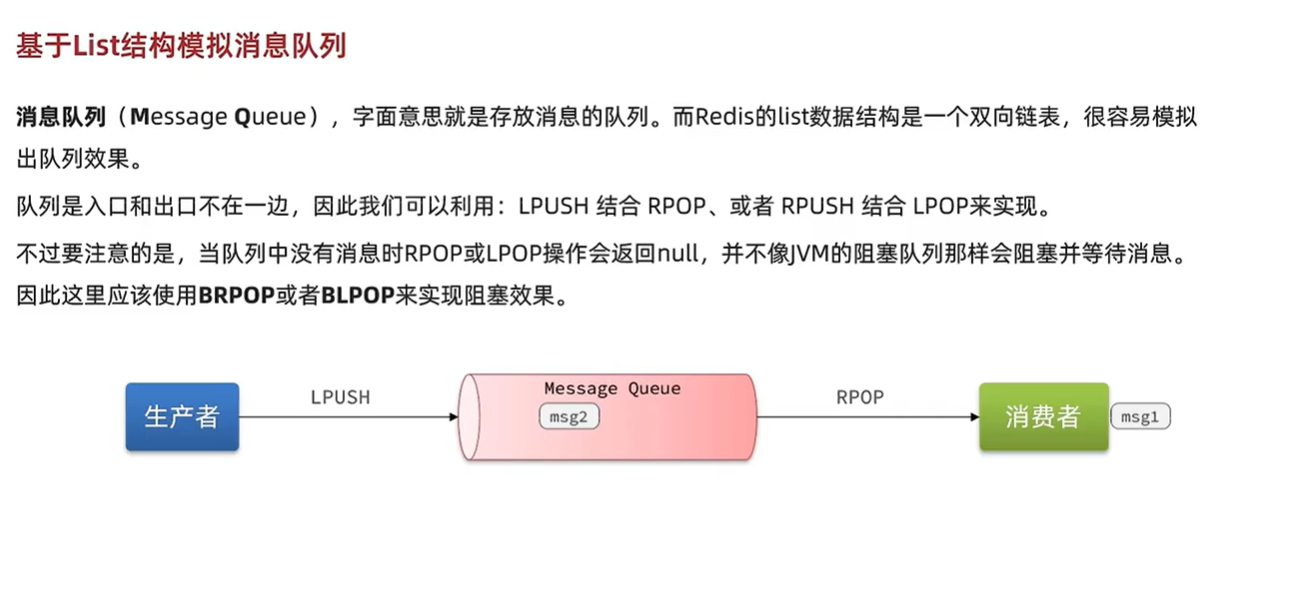 基于List结构模拟消息队列
消息队列（Message Queue），字面意思就是存放消息的队列。而Redis的list数据结构是一个双向链表，很容易模拟
出队列效果。
队列是入口和出口不在一边，因此我们可以利用：LPUSH 结合 RPOP、或者 RPUSH 结合 LPOP来实现。
不过要注意的是，当队列中没有消息时RPOP或LPOP操作会返回null，并不像JVM的阻塞队列那样会阻塞并等待消息。
因此这里应该使用BRPOP或者BLPOP来实现阻塞效果。
生产者
LPUSH
Message Queue
msg2
RPOP
消费者
msg1